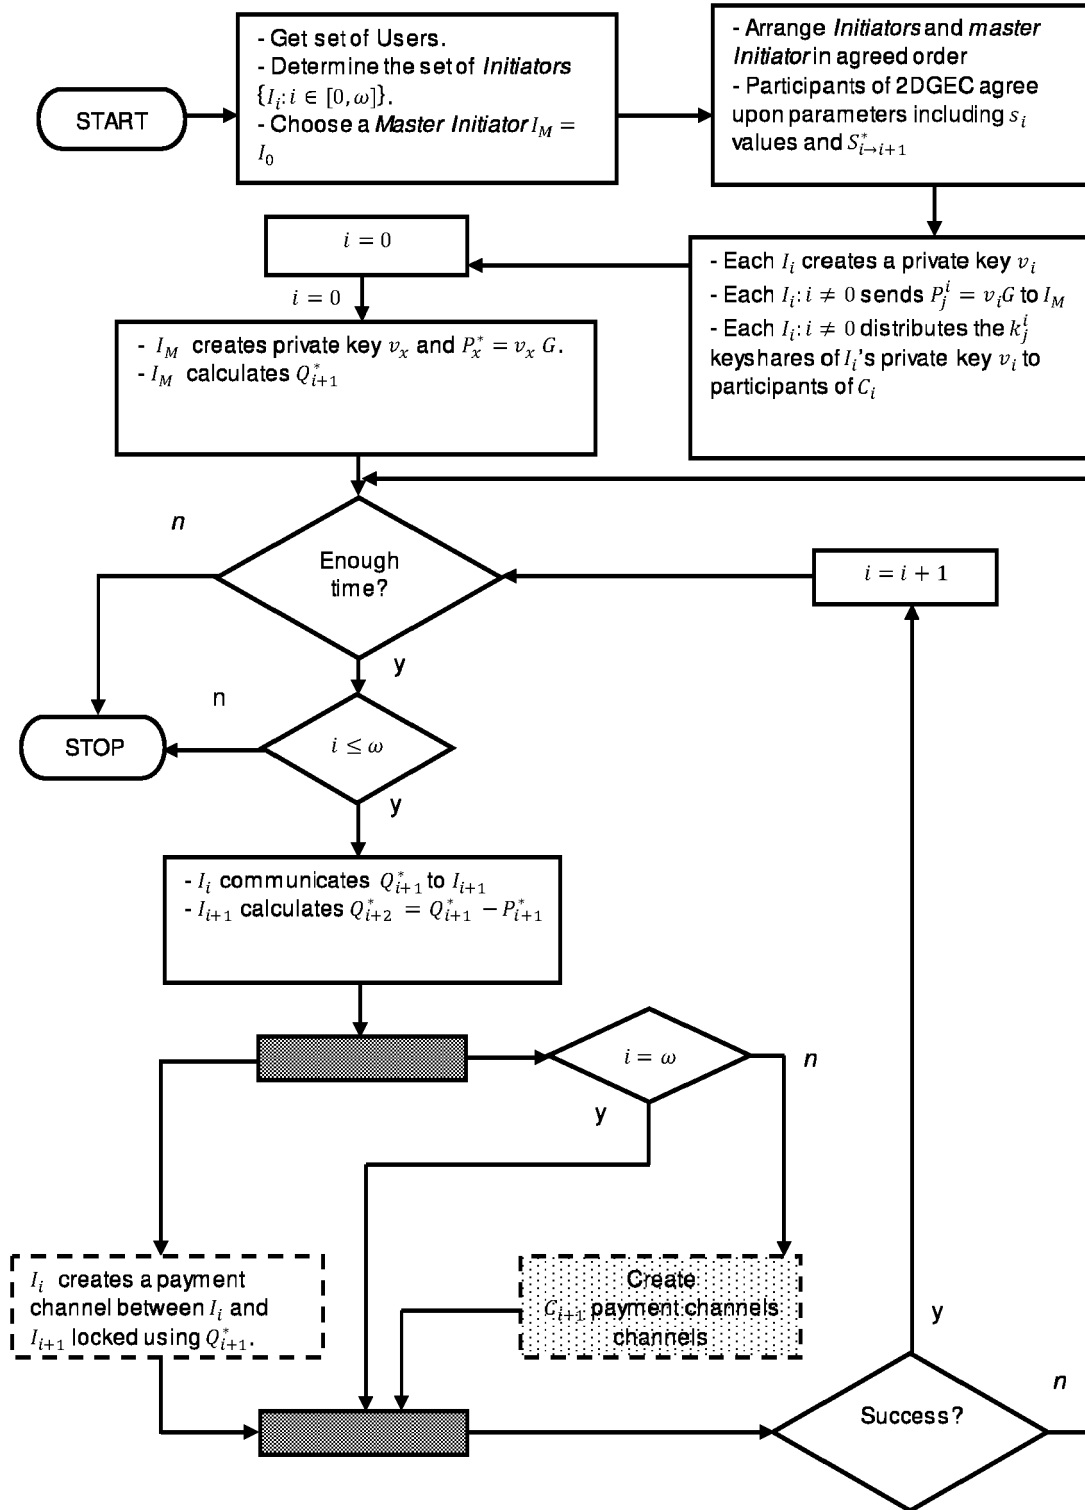 START
- Get set of Users.
- Determine the set of Initiators
{I_i: i ∈ [0, ω]}.
- Choose a Master Initiator I_M =
I_0
- Arrange Initiators and master
Initiator in agreed order
- Participants of 2DGEC agree
upon parameters including s_i
values and S^*_{i→i+1}
- Each I_i creates a private key v_i
- Each I_i: i ≠ 0 sends P^i_j = v_iG to I_M
- Each I_i: i ≠ 0 distributes the k^i_j
keyshares of I_i's private key v_i to
participants of C_i
i = 0
i = 0
- I_M creates private key v_x and P^*_x = v_x G.
- I_M calculates Q^*_{i+1}
n
Enough
time?
i = i + 1
y
n
STOP
i ≤ ω
y
- I_i communicates Q^*_{i+1} to I_{i+1}
- I_{i+1} calculates Q^*_{i+2} = Q^*_{i+1} − P^*_{i+1}
i = ω
n
y
I_i creates a payment
channel between I_i and
I_{i+1} locked using Q^*_{i+1}.
Create
C_{i+1} payment channels
channels
y
n
Success?